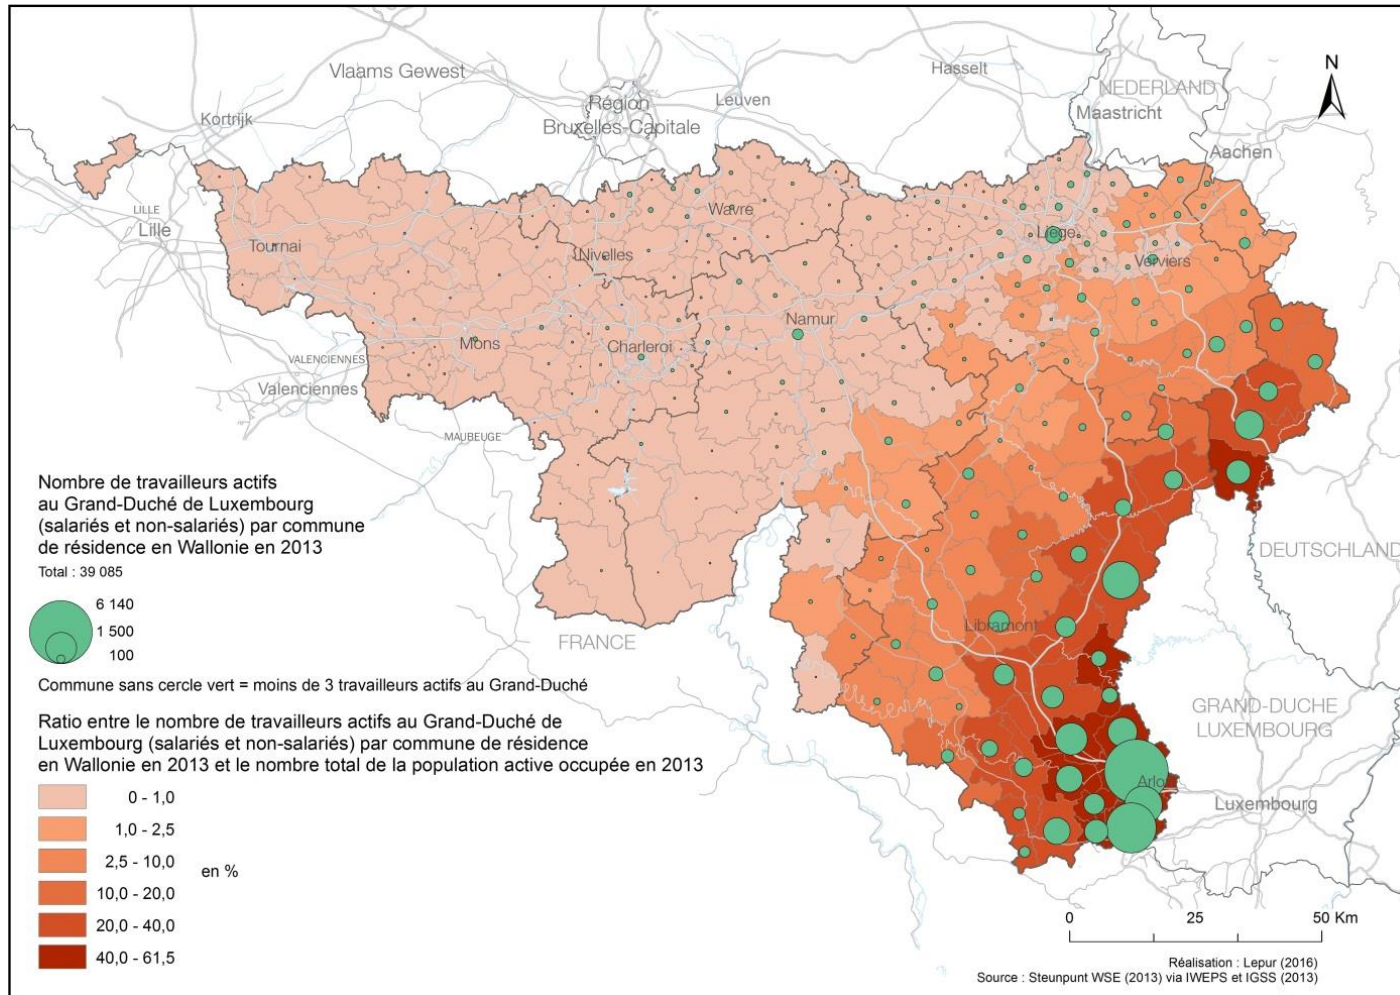 Vlaams Gewest
Hasselt
N
NEDERLAND
Maastricht
Region
Bruxelles-Capitale
Leuven
Kortrijk
Aachen
LILLE
Lille
Wavre
Tournai
Liège
Nivelles
Verviers
Namur
Mons
Charleroi
VALENCIENNES
Valenciennes
MAUBEUGE
Nombre de travailleurs actifs
au Grand-Duché de Luxembourg
(salariés et non-salariés) par commune
de résidence en Wallonie en 2013
Total : 39 085
6 140
1 500
100
DEUTSCHLAND
FRANCE
Libramont
Commune sans cercle vert = moins de 3 travailleurs actifs au Grand-Duché
GRAND-DUCHE
LUXEMBOURG
Ratio entre le nombre de travailleurs actifs au Grand-Duché de
Luxembourg (salariés et non-salariés) par commune de résidence
en Wallonie en 2013 et le nombre total de la population active occupée en 2013
Arlon
Luxembourg
0 - 1,0
1,0 - 2,5
2,5 - 10,0
en %
10,0 - 20,0
20,0 - 40,0
40,0 - 61,5
0 25 50 Km
Réalisation : Lepur (2016)
Source : Steunpunt WSE (2013) via IWEPS et IGSS (2013)